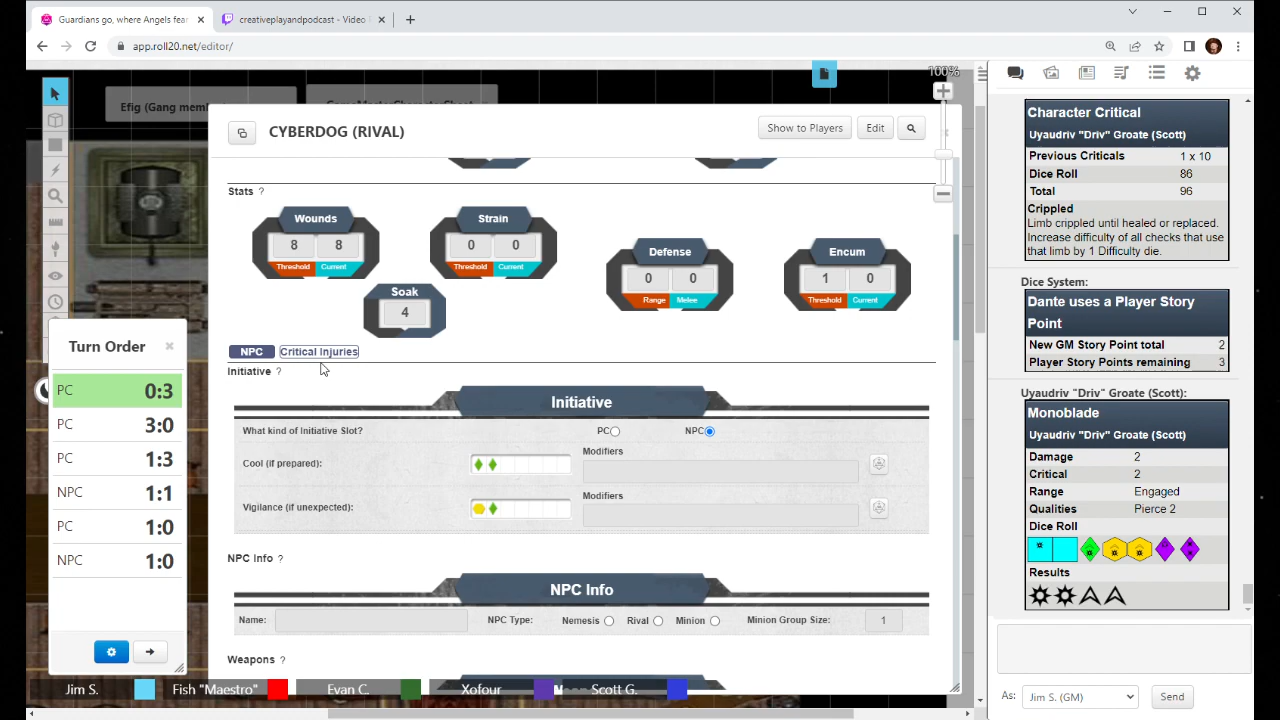 Guardians go, where Angels fea
creativeplayandpodcast - Video
app.roll20.net/editor/
100%
Efig (Gang mem
CYBERDOG (RIVAL)
Show to Players
Edit
Stats ?
Wounds
8 8
Threshold Current
Strain
0 0
Threshold Current
Defense
0 0
Range Melee
Encum
1 0
Threshold Current
Soak
4
NPC Critical Injuries
Initiative ?
Initiative
What kind of Initiative Slot? PC NPC
Cool (if prepared): Modifiers
Vigilance (if unexpected): Modifiers
NPC Info ?
NPC Info
Name: NPC Type: Nemesis Rival Minion Minion Group Size: 1
Weapons ?
Turn Order
PC 0:3
PC 3:0
PC 1:3
NPC 1:1
PC 1:0
NPC 1:0
Jim S.
Fish "Maestro"
Evan C.
Xofour
Scott G.
Character Critical
Uyaudriv "Driv" Groate (Scott)
Previous Criticals 1 x 10
Dice Roll 86
Total 96
Crippled
Limb crippled until healed or replaced.
Increase difficulty of all checks that use
that limb by 1 Difficulty die.
Dice System:
Dante uses a Player Story
Point
New GM Story Point total 2
Player Story Points remaining 3
Uyaudriv "Driv" Groate (Scott):
Monoblade
Uyaudriv "Driv" Groate (Scott)
Damage 2
Critical 2
Range Engaged
Qualities Pierce 2
Dice Roll
Results
As: Jim S. (GM) Send